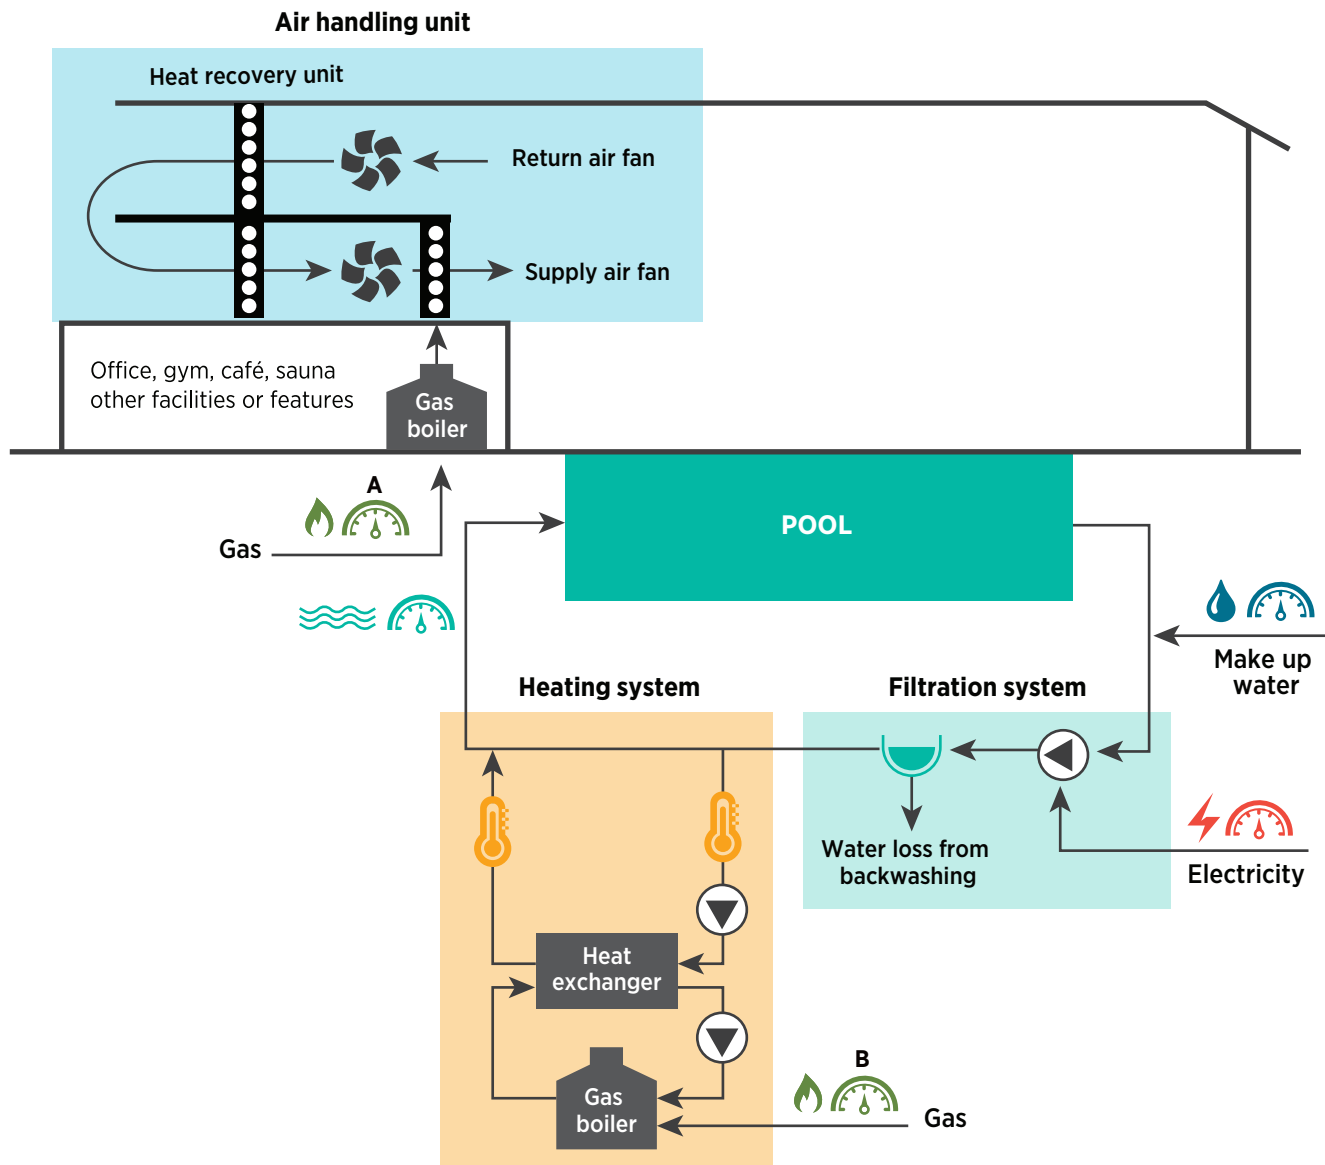 Air handling unit
Heat recovery unit
Return air fan
Supply air fan
Office, gym, café, sauna
other facilities or features
Gas
boiler
A
Gas
POOL
Make up
water
Heating system
Filtration system
Water loss from
backwashing
Electricity
Heat
exchanger
Gas
boiler
B
Gas